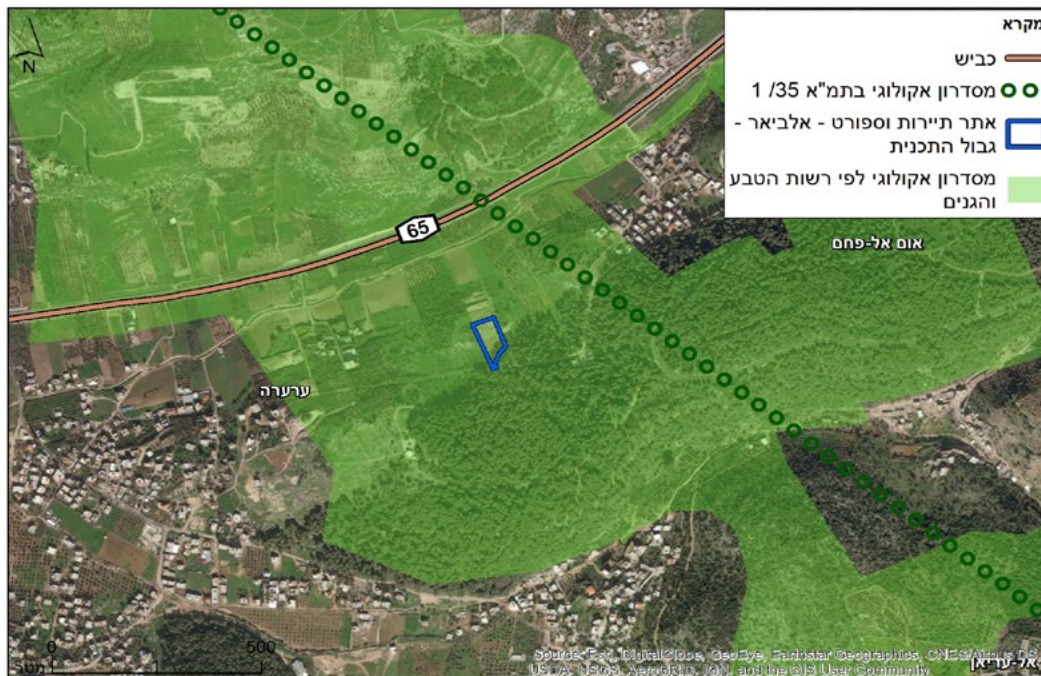 מקרא
כביש
מסדרון אקולוגי בתמ"א 35/ 1
אתר תיירות וספורט - אלביאר -
גבול התכנית
מסדרון אקולוגי לפי רשות הטבע
והגנים
N
65
אום אל-פחם
ערערה
0
500
מטר
אל-עריאן
Source: Esri, DigitalGlobe, GeoEye, Earthstar Geographics, CNES/Airbus DS,
USDA, USGS, AeroGRID, IGN, and the GIS User Community